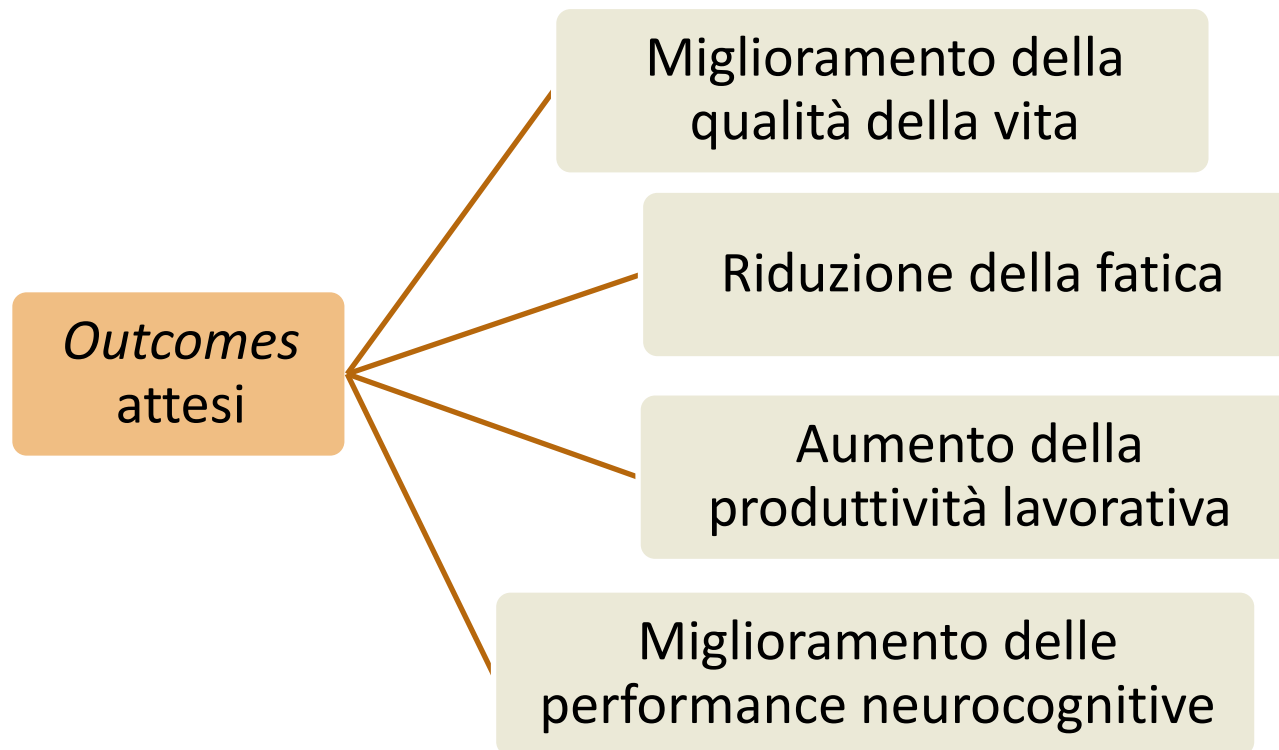 Miglioramento della
qualità della vita
Riduzione della fatica
Outcomes
attesi
Aumento della
produttività lavorativa
Miglioramento delle
performance neurocognitive